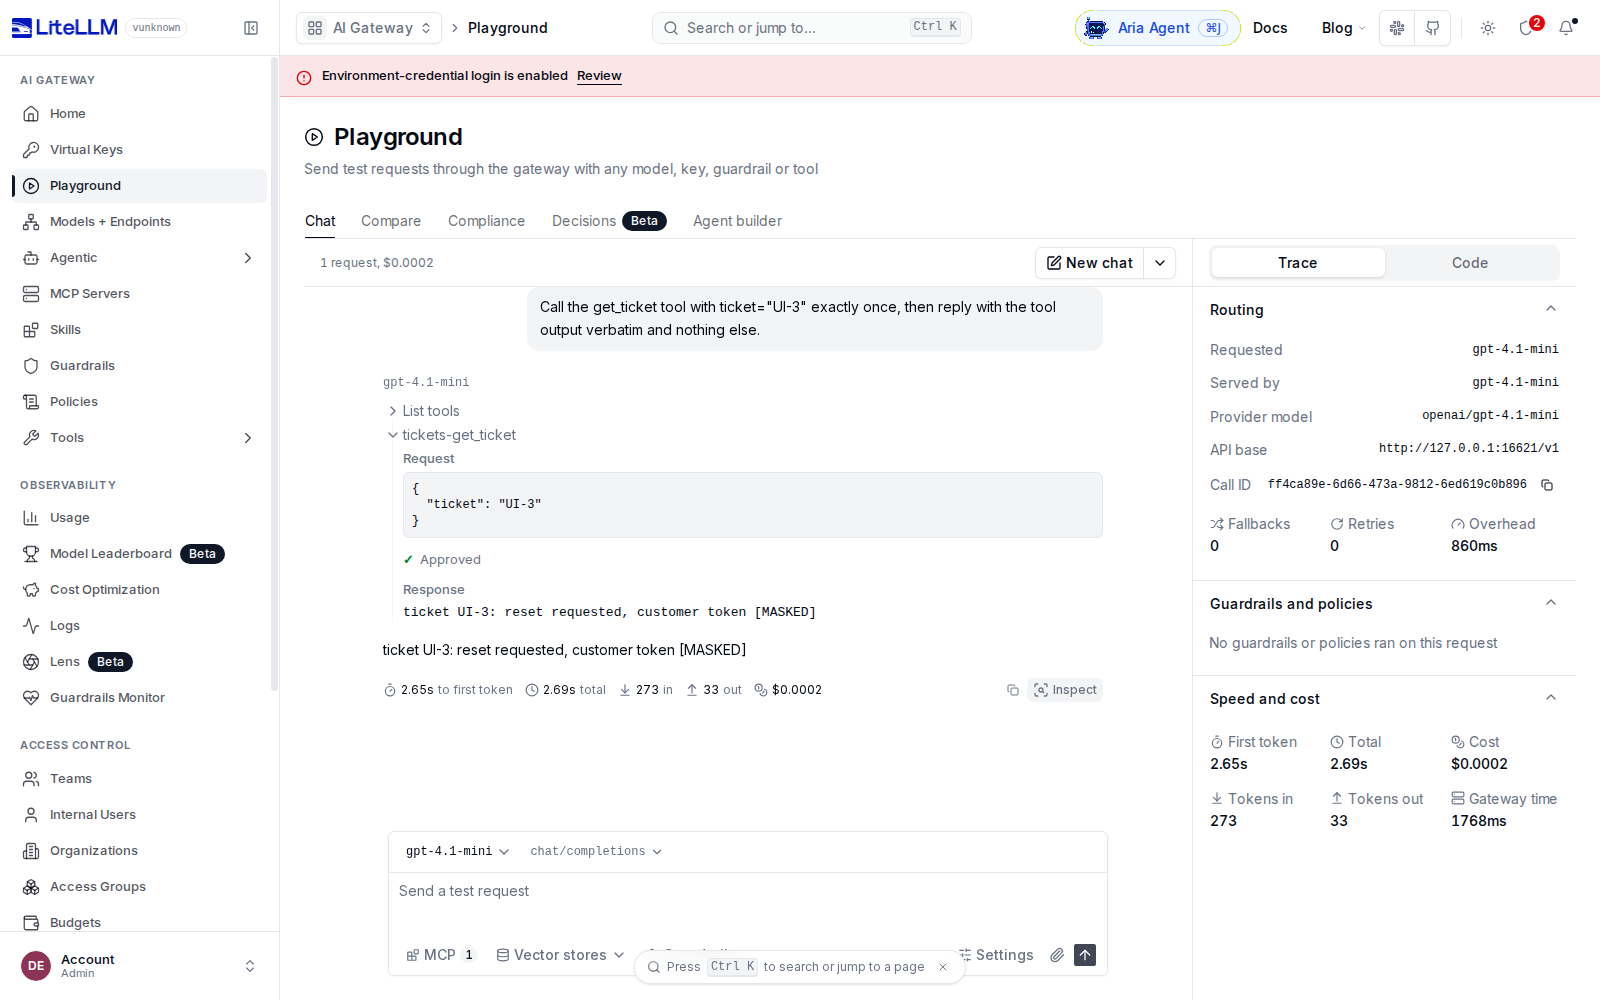 LiteLLM
vunknown
AI Gateway
Playground
Search or jump to...
Ctrl K
Aria Agent
⌘J
Docs
Blog
2
Environment-credential login is enabled Review
AI GATEWAY
Home
Virtual Keys
Playground
Models + Endpoints
Agentic
MCP Servers
Skills
Guardrails
Policies
Tools
OBSERVABILITY
Usage
Model Leaderboard Beta
Cost Optimization
Logs
Lens Beta
Guardrails Monitor
ACCESS CONTROL
Teams
Internal Users
Organizations
Access Groups
Budgets
DE
Account
Admin
Playground
Send test requests through the gateway with any model, key, guardrail or tool
Chat
Compare
Compliance
Decisions Beta
Agent builder
1 request, $0.0002
New chat
Call the get_ticket tool with ticket="UI-3" exactly once, then reply with the tool
output verbatim and nothing else.
gpt-4.1-mini
List tools
tickets-get_ticket
Request
{
"ticket": "UI-3"
}
✓ Approved
Response
ticket UI-3: reset requested, customer token [MASKED]
ticket UI-3: reset requested, customer token [MASKED]
2.65s to first token 2.69s total 273 in 33 out $0.0002
Inspect
gpt-4.1-mini
chat/completions
Send a test request
MCP 1
Vector stores
Settings
Press Ctrl K to search or jump to a page
Trace
Code
Routing
Requested gpt-4.1-mini
Served by gpt-4.1-mini
Provider model openai/gpt-4.1-mini
API base http://127.0.0.1:16621/v1
Call ID ff4ca89e-6d66-473a-9812-6ed619c0b896
Fallbacks Retries Overhead
0 0 860ms
Guardrails and policies
No guardrails or policies ran on this request
Speed and cost
First token Total Cost
2.65s 2.69s $0.0002
Tokens in Tokens out Gateway time
273 33 1768ms